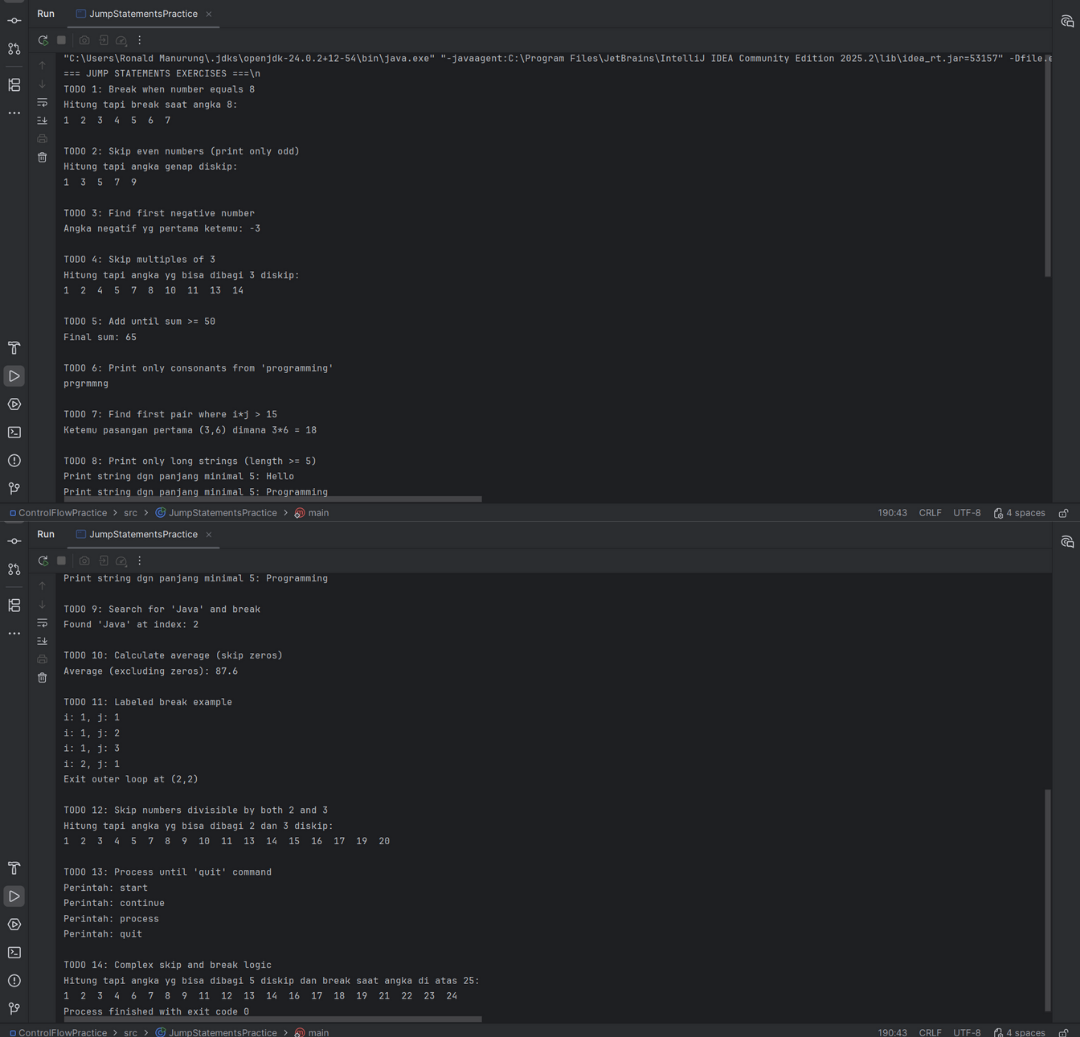 Run JumpStatementsPractice ×
"C:\Users\Ronald Manurung\.jdks\openjdk-24.0.2+12-54\bin\java.exe" "-javaagent:C:\Program Files\JetBrains\IntelliJ IDEA Community Edition 2025.2\lib\idea_rt.jar=53157" -Dfile.e
=== JUMP STATEMENTS EXERCISES ===\n
TODO 1: Break when number equals 8
Hitung tapi break saat angka 8:
1 2 3 4 5 6 7
TODO 2: Skip even numbers (print only odd)
Hitung tapi angka genap diskip:
1 3 5 7 9
TODO 3: Find first negative number
Angka negatif yg pertama ketemu: -3
TODO 4: Skip multiples of 3
Hitung tapi angka yg bisa dibagi 3 diskip:
1 2 4 5 7 8 10 11 13 14
TODO 5: Add until sum >= 50
Final sum: 65
TODO 6: Print only consonants from 'programming'
prgrmmng
TODO 7: Find first pair where i*j > 15
Ketemu pasangan pertama (3,6) dimana 3*6 = 18
TODO 8: Print only long strings (length >= 5)
Print string dgn panjang minimal 5: Hello
Print string dgn panjang minimal 5: Programming
ControlFlowPractice > src > JumpStatementsPractice > main 190:43 CRLF UTF-8 4 spaces
Run JumpStatementsPractice ×
Print string dgn panjang minimal 5: Programming
TODO 9: Search for 'Java' and break
Found 'Java' at index: 2
TODO 10: Calculate average (skip zeros)
Average (excluding zeros): 87.6
TODO 11: Labeled break example
i: 1, j: 1
i: 1, j: 2
i: 1, j: 3
i: 2, j: 1
Exit outer loop at (2,2)
TODO 12: Skip numbers divisible by both 2 and 3
Hitung tapi angka yg bisa dibagi 2 dan 3 diskip:
1 2 3 4 5 7 8 9 10 11 13 14 15 16 17 19 20
TODO 13: Process until 'quit' command
Perintah: start
Perintah: continue
Perintah: process
Perintah: quit
TODO 14: Complex skip and break logic
Hitung tapi angka yg bisa dibagi 5 diskip dan break saat angka di atas 25:
1 2 3 4 6 7 8 9 11 12 13 14 16 17 18 19 21 22 23 24
Process finished with exit code 0
ControlFlowPractice > src > JumpStatementsPractice > main 190:43 CRLF UTF-8 4 spaces